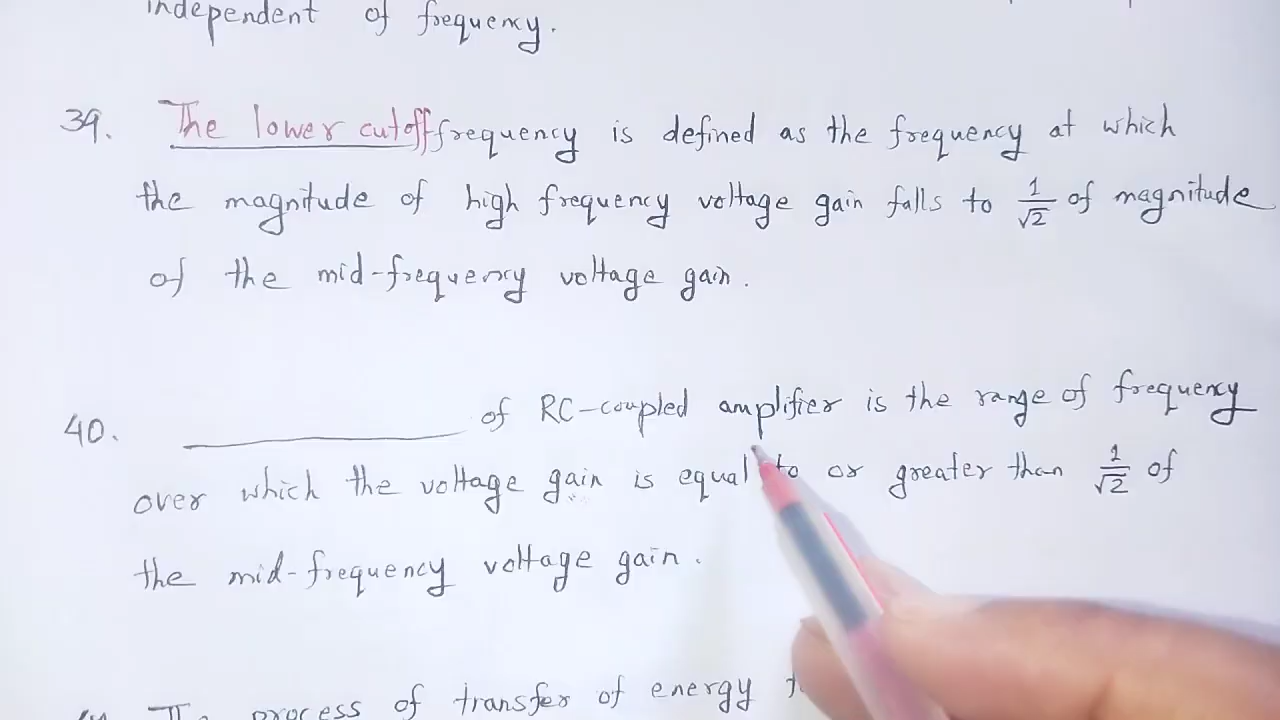 independent of frequency.
39. The lower cutoff frequency is defined as the frequency at which
the magnitude of high frequency voltage gain falls to 1/√2 of magnitude
of the mid-frequency voltage gain.
40. ____________ of RC-coupled amplifier is the range of frequency
over which the voltage gain is equal to or greater than 1/√2 of
the mid-frequency voltage gain.
The process of transfer of energy